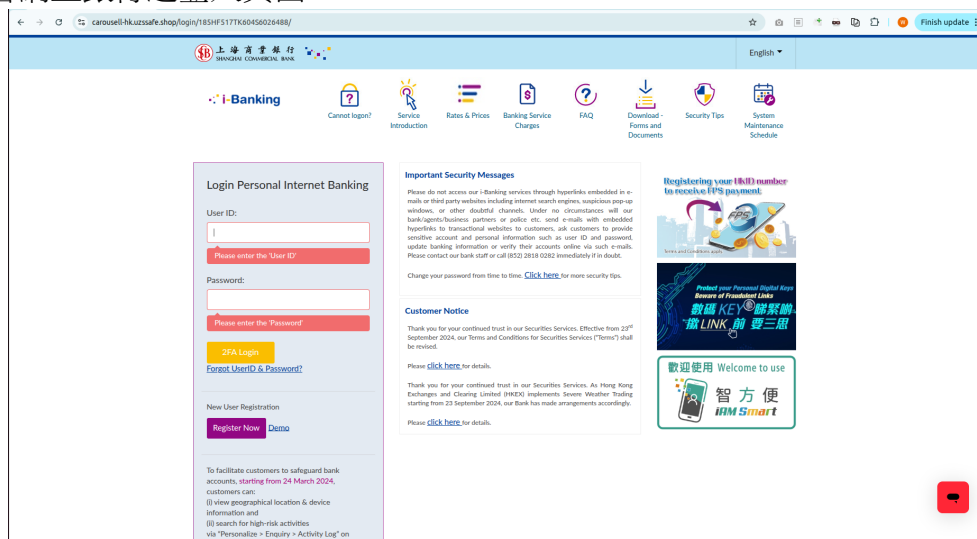 carousell-hk.uzssafe.shop/login/185HFS17TK604S6026488/
Finish update
上海商業銀行
SHANGHAI COMMERCIAL BANK
English
i-Banking
Cannot logon?
Service
Introduction
Rates & Prices
Banking Service
Charges
FAQ
Download -
Forms and
Documents
Security Tips
System
Maintenance
Schedule
Login Personal Internet Banking
User ID:
Please enter the 'User ID'
Password:
Please enter the 'Password'
2FA Login
Forgot UserID & Password?
New User Registration
Register Now Demo
To facilitate customers to safeguard bank
accounts, starting from 24 March 2024,
customers can:
(i) view geographical location & device
information and
(ii) search for high-risk activities
via "Personalize > Enquiry > Activity Log" on
Important Security Messages
Please do not access our i-Banking services through hyperlinks embedded in e-
mails or third party websites including internet search engines, suspicious pop-up
windows, or other doubtful channels. Under no circumstances will our
bank/agents/business partners or police etc. send e-mails with embedded
hyperlinks to transactional websites to customers, ask customers to provide
sensitive account and personal information such as user ID and password,
update banking information or verify their accounts online via such e-mails.
Please contact our bank staff or call (852) 2818 0282 immediately if in doubt.
Change your password from time to time. Click here for more security tips.
Customer Notice
Thank you for your continued trust in our Securities Services. Effective from 23rd
September 2024, our Terms and Conditions for Securities Services ("Terms") shall
be revised.
Please click here for details.
Thank you for your continued trust in our Securities Services. As Hong Kong
Exchanges and Clearing Limited (HKEX) implements Severe Weather Trading
starting from 23 September 2024, our Bank has made arrangements accordingly.
Please click here for details.
Registering your HKID number
to receive FPS payment
FPS
Terms and Conditions apply
Protect your Personal Digital Keys
Beware of Fraudulent Links
數碼 KEY 睇緊啲
撳 LINK 前 要三思
歡迎使用 Welcome to use
智方便
iAM Smart